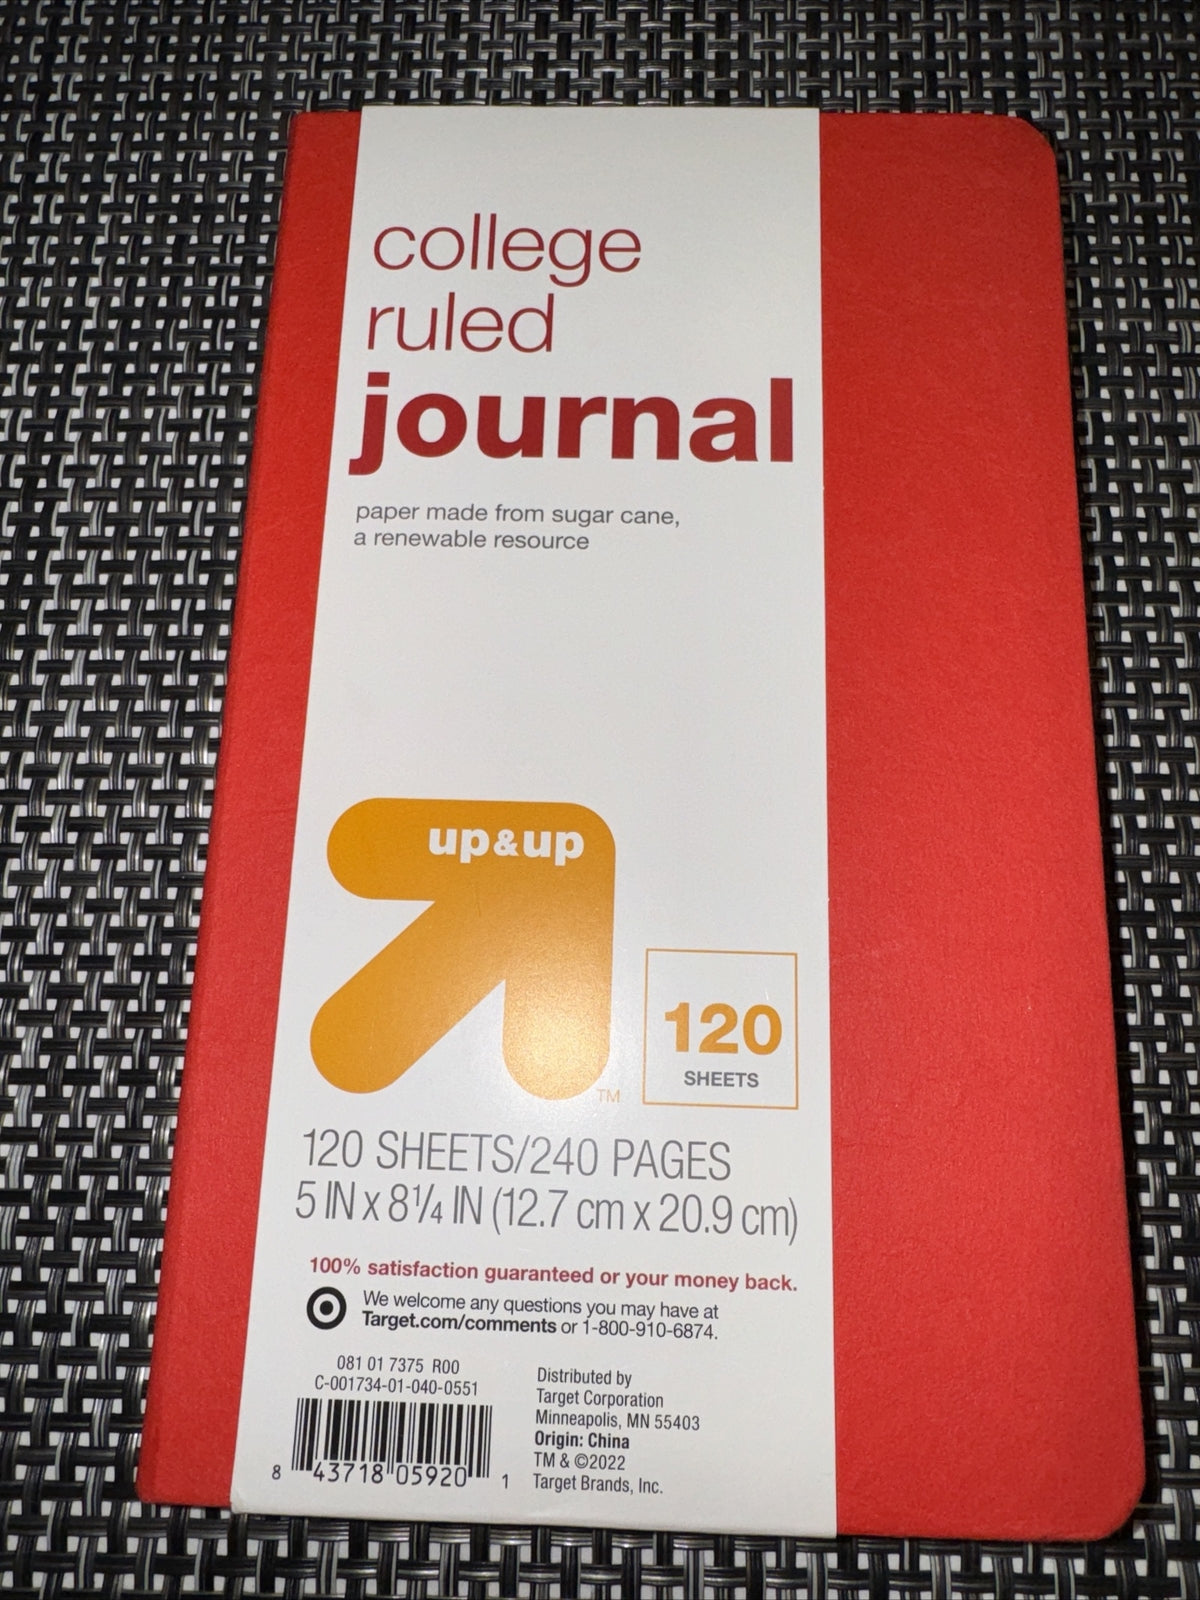 college
ruled
journal
paper made from sugar cane,
a renewable resource
up&up
TM
120
SHEETS
120 SHEETS/240 PAGES
5 IN x 8¼ IN (12.7 cm x 20.9 cm)
100% satisfaction guaranteed or your money back.
We welcome any questions you may have at
Target.com/comments or 1-800-910-6874.
081 01 7375 R00
C-001734-01-040-0551
8 43718 05920 1
Distributed by
Target Corporation
Minneapolis, MN 55403
Origin: China
TM & ©2022
Target Brands, Inc.